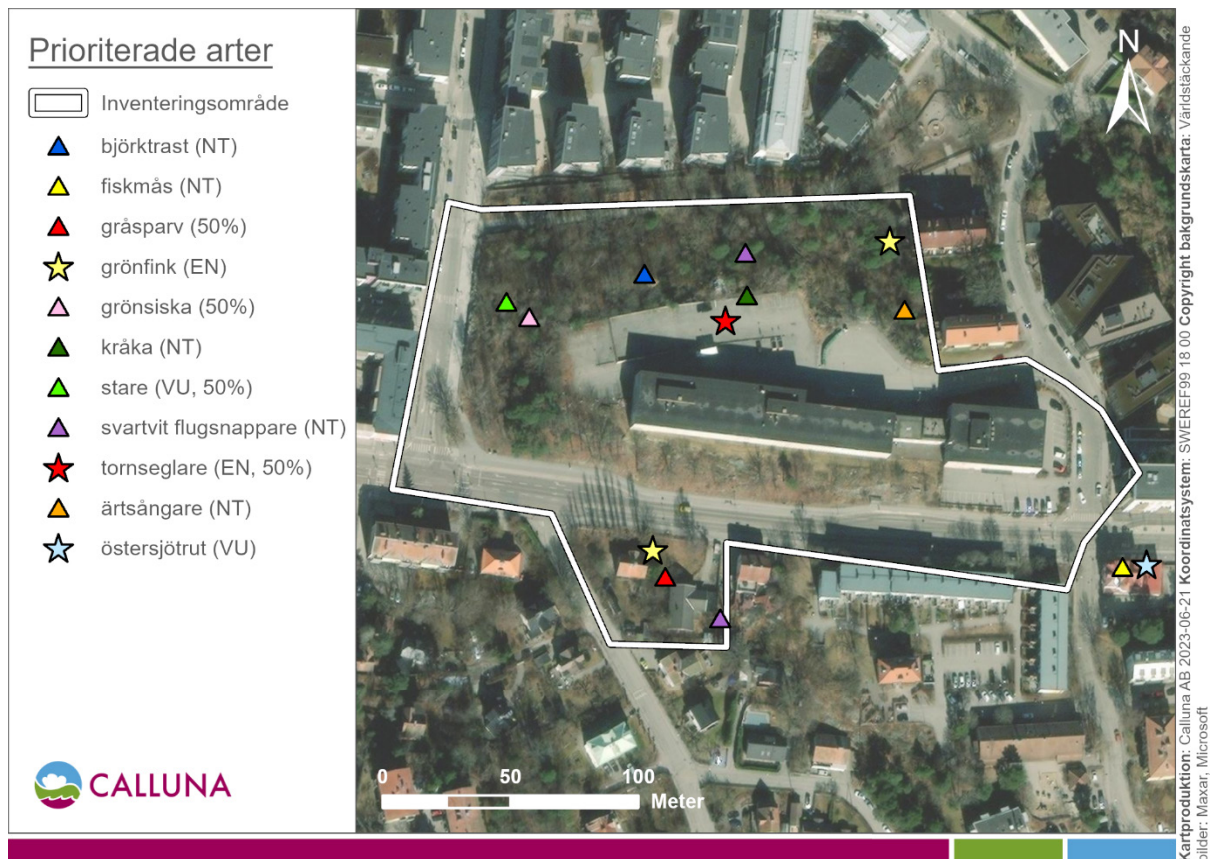 Prioriterade arter
Inventeringsområde
björktrast (NT)
fiskmås (NT)
gråsparv (50%)
grönfink (EN)
grönsiska (50%)
kråka (NT)
stare (VU, 50%)
svartvit flugsnappare (NT)
tornseglare (EN, 50%)
ärtsångare (NT)
östersjötrut (VU)
CALLUNA
N
0 50 100
Meter
Kartproduktion: Calluna AB 2023-06-21 Koordinatsystem: SWEREF99 18 00 Copyright bakgrundskarta: Världstäckande
bilder: Maxar, Microsoft